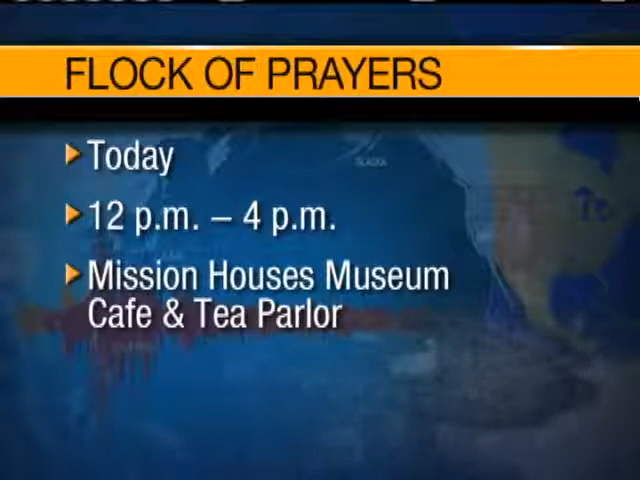 FLOCK OF PRAYERS
Today
12 p.m. – 4 p.m.
Mission Houses Museum
Cafe & Tea Parlor